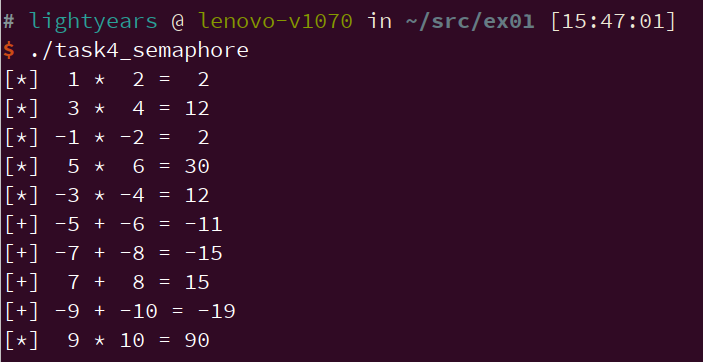 # lightyears @ lenovo-v1070 in ~/src/ex01 [15:47:01]
$ ./task4_semaphore
[*]  1 *  2 =  2
[*]  3 *  4 = 12
[*] -1 * -2 =  2
[*]  5 *  6 = 30
[*] -3 * -4 = 12
[+] -5 + -6 = -11
[+] -7 + -8 = -15
[+]  7 +  8 = 15
[+] -9 + -10 = -19
[*]  9 * 10 = 90